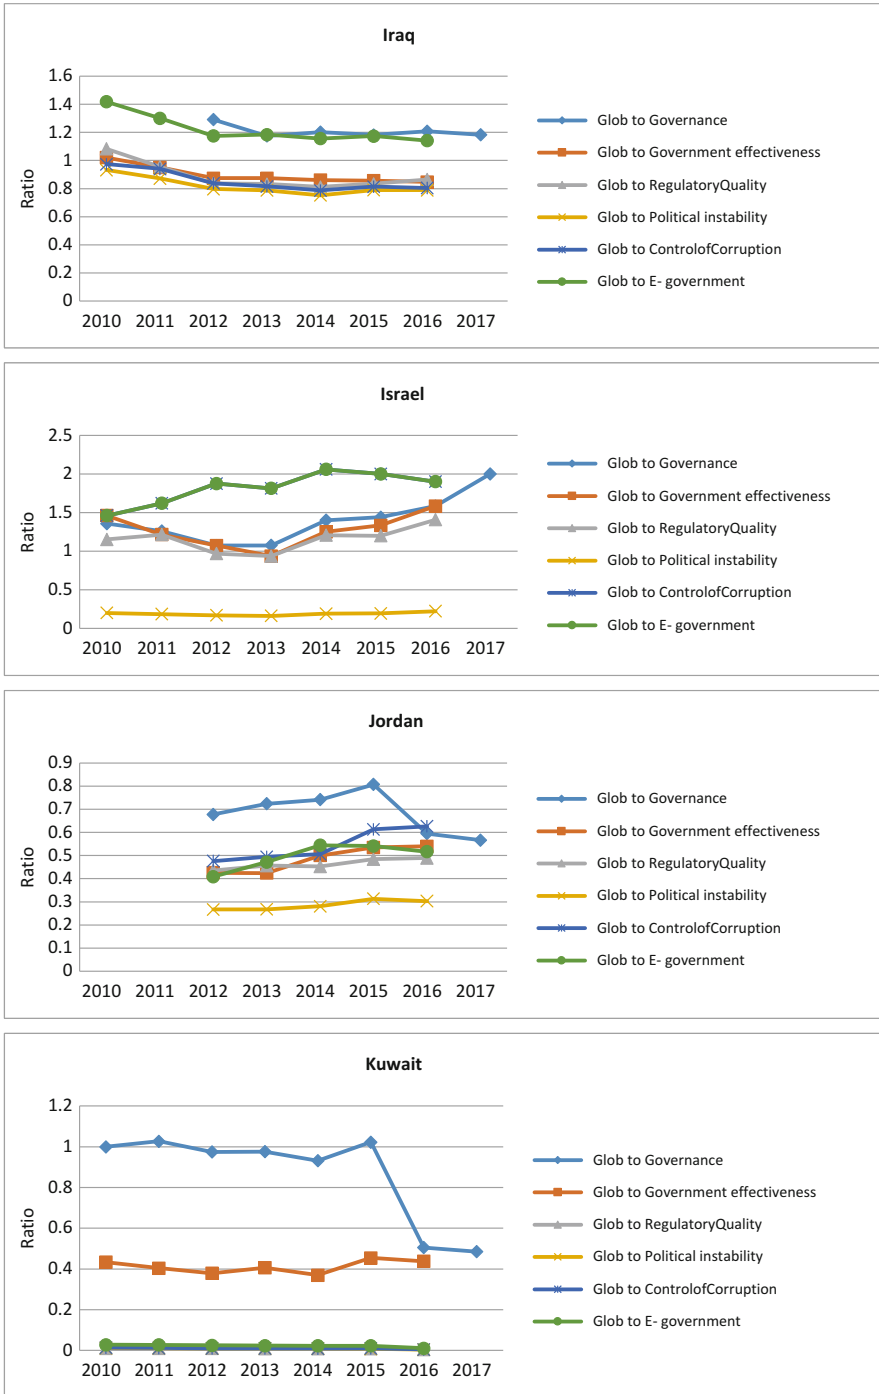 Iraq
1.6
1.4
1.2
1
0.8
0.6
0.4
0.2
0
Ratio
2010 2011 2012 2013 2014 2015 2016 2017
Glob to Governance
Glob to Government effectiveness
Glob to RegulatoryQuality
Glob to Political instability
Glob to ControlofCorruption
Glob to E- government
Israel
2.5
2
1.5
1
0.5
0
Ratio
2010 2011 2012 2013 2014 2015 2016 2017
Glob to Governance
Glob to Government effectiveness
Glob to RegulatoryQuality
Glob to Political instability
Glob to ControlofCorruption
Glob to E- government
Jordan
0.9
0.8
0.7
0.6
0.5
0.4
0.3
0.2
0.1
0
Ratio
2010 2011 2012 2013 2014 2015 2016 2017
Glob to Governance
Glob to Government effectiveness
Glob to RegulatoryQuality
Glob to Political instability
Glob to ControlofCorruption
Glob to E- government
Kuwait
1.2
1
0.8
0.6
0.4
0.2
0
Ratio
2010 2011 2012 2013 2014 2015 2016 2017
Glob to Governance
Glob to Government effectiveness
Glob to RegulatoryQuality
Glob to Political instability
Glob to ControlofCorruption
Glob to E- government